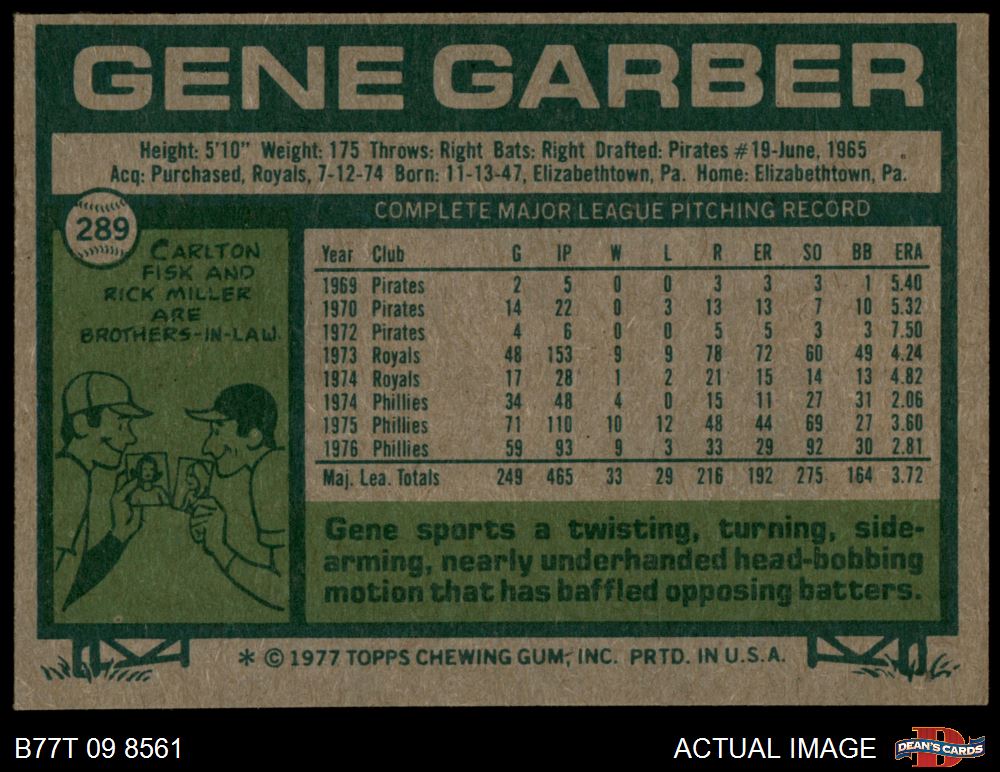 GENE GARBER
Height: 5'10" Weight: 175 Throws: Right Bats: Right Drafted: Pirates #19-June, 1965
Acq: Purchased, Royals, 7-12-74 Born: 11-13-47, Elizabethtown, Pa. Home: Elizabethtown, Pa.
289
CARLTON
FISK AND
RICK MILLER
ARE
BROTHERS-IN-LAW.
COMPLETE MAJOR LEAGUE PITCHING RECORD
Year Club G IP W L R ER SO BB ERA
1969 Pirates 2 5 0 0 3 3 3 1 5.40
1970 Pirates 14 22 0 3 13 13 7 10 5.32
1972 Pirates 4 6 0 0 5 5 3 3 7.50
1973 Royals 48 153 9 9 78 72 60 49 4.24
1974 Royals 17 28 1 2 21 15 14 13 4.82
1974 Phillies 34 48 4 0 15 11 27 31 2.06
1975 Phillies 71 110 10 12 48 44 69 27 3.60
1976 Phillies 59 93 9 3 33 29 92 30 2.81
Maj. Lea. Totals 249 465 33 29 216 192 275 164 3.72
Gene sports a twisting, turning, side-
arming, nearly underhanded head-bobbing
motion that has baffled opposing batters.
* © 1977 TOPPS CHEWING GUM, INC. PRTD. IN U.S.A.
B77T 09 8561
ACTUAL IMAGE
DEAN'S CARDS